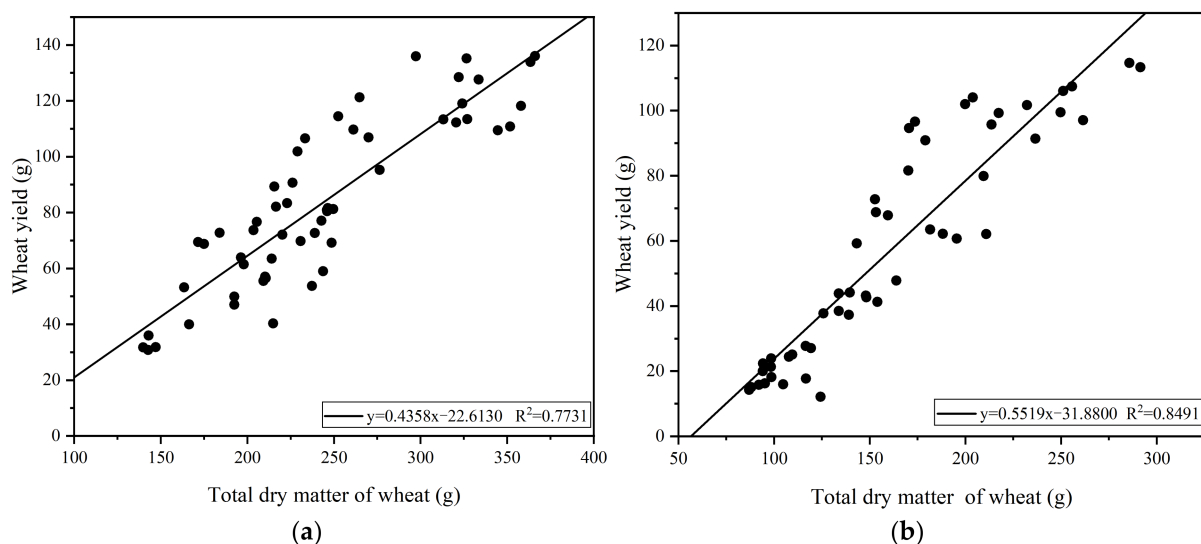 140
120
100
80
60
40
20
0
Wheat yield (g)
y=0.4358x−22.6130 R²=0.7731
100 150 200 250 300 350 400
Total dry matter of wheat (g)
(a)
120
100
80
60
40
20
0
Wheat yield (g)
y=0.5519x−31.8800 R²=0.8491
50 100 150 200 250 300
Total dry matter of wheat (g)
(b)